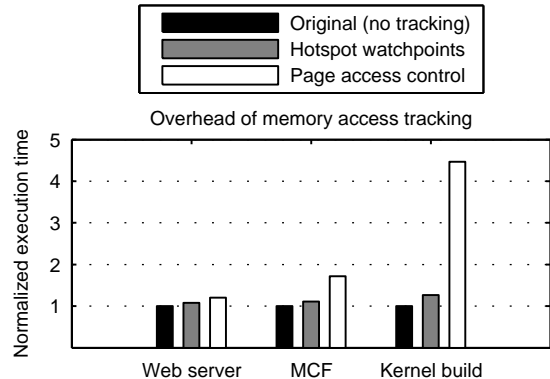 Original (no tracking)
Hotspot watchpoints
Page access control
Overhead of memory access tracking
Normalized execution time
5
4
3
2
1
Web server
MCF
Kernel build